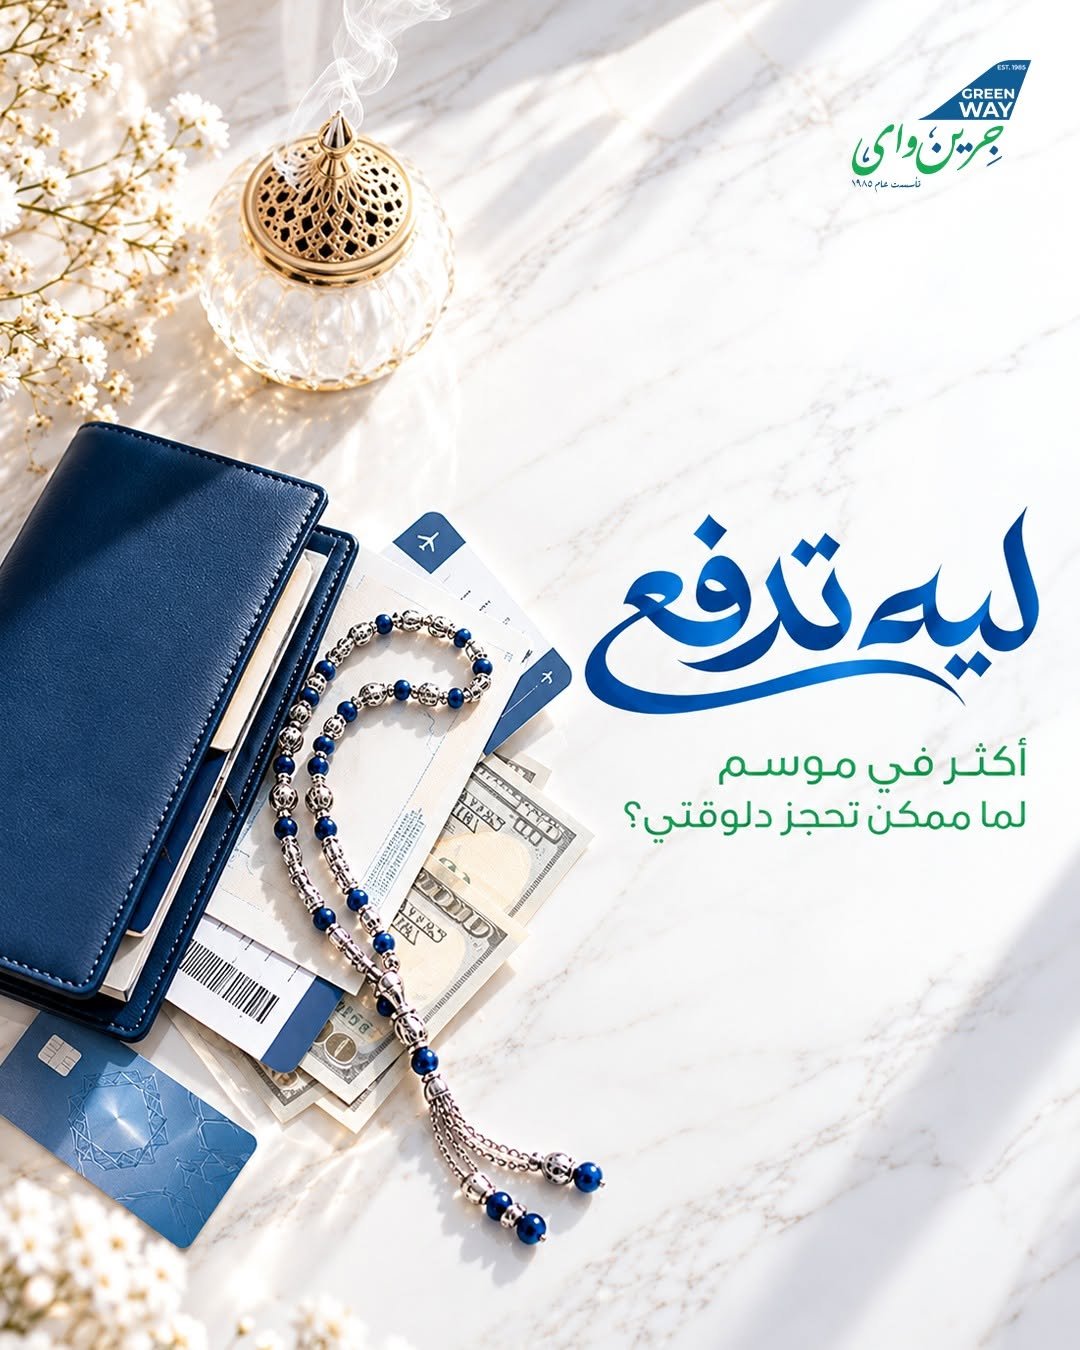 EST. 1985
GREEN
WAY
جرين واي
تأسست عام ١٩٨٥
ليه تدفع
أكثر في موسم
لما ممكن تحجز دلوقتي؟